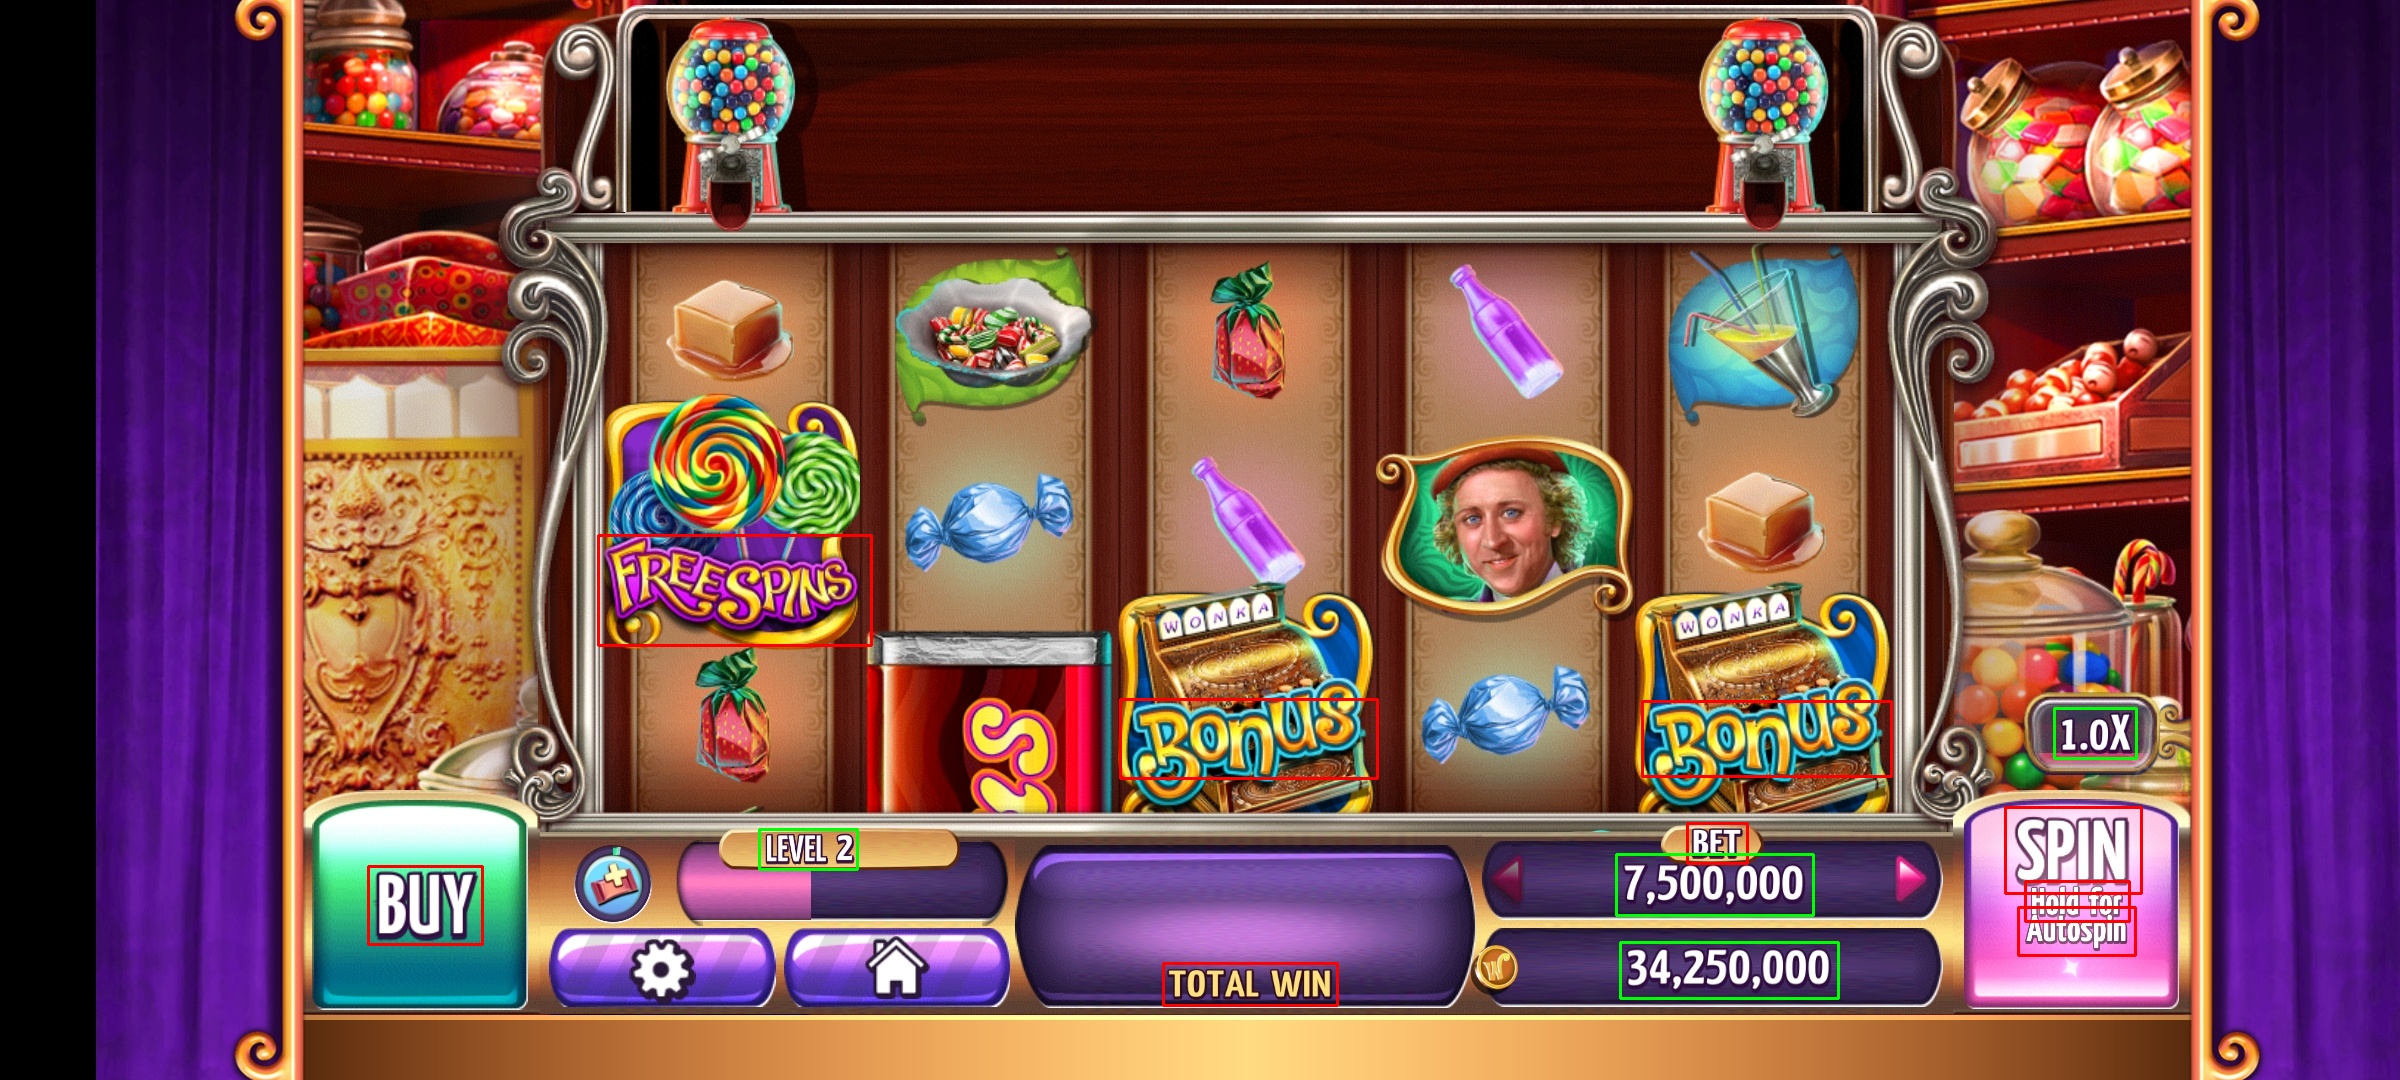 FREE SPINS
WONKA
WONKA
BONUS
BONUS
1.0X
LEVEL 2
BET
SPIN
BUY
7,500,000
Hold for
Autospin
TOTAL WIN
34,250,000